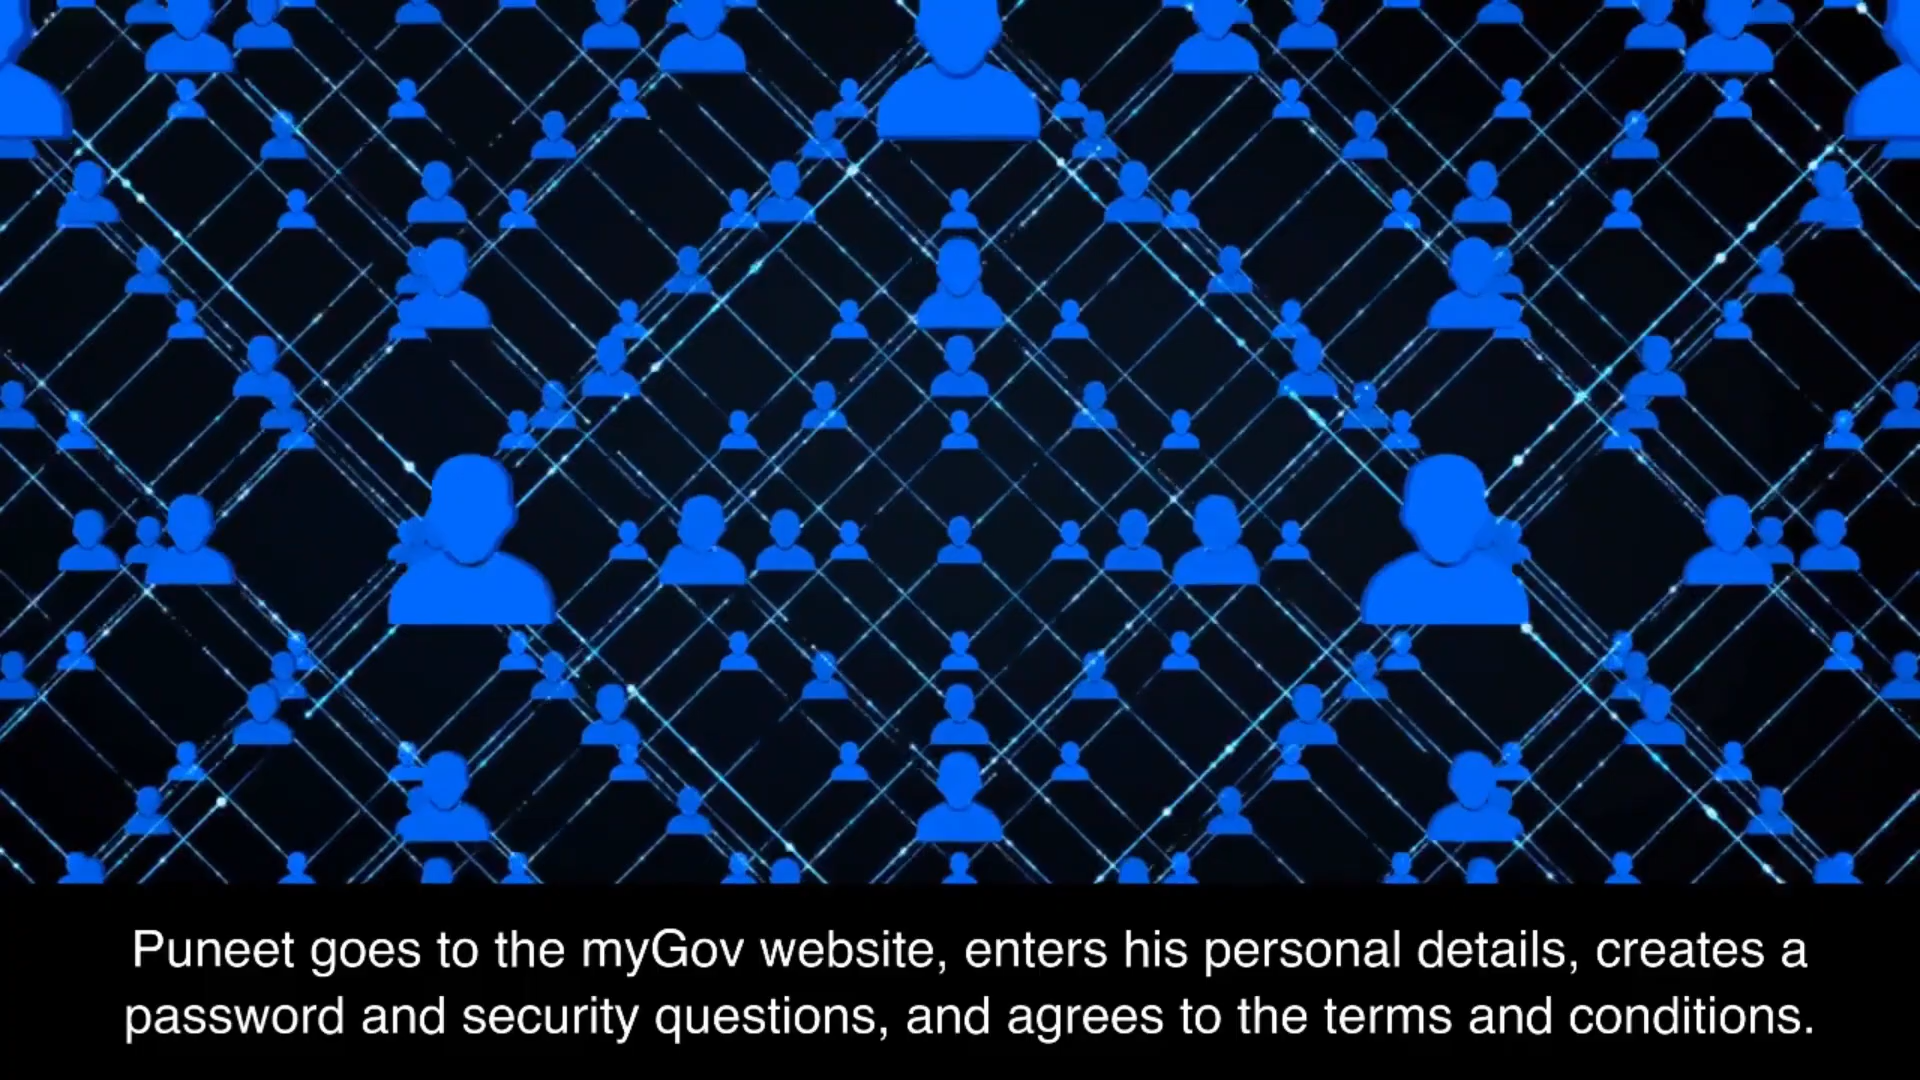 Puneet goes to the myGov website, enters his personal details, creates a
password and security questions, and agrees to the terms and conditions.